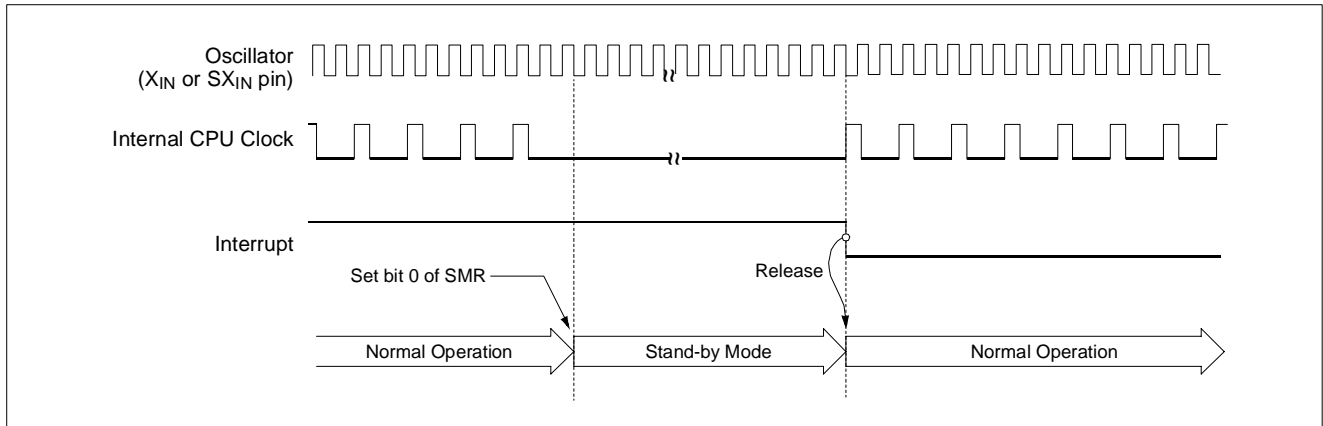 Oscillator
(XIN or SXIN pin)
Internal CPU Clock
Interrupt
Set bit 0 of SMR
Release
Normal Operation
Stand-by Mode
Normal Operation